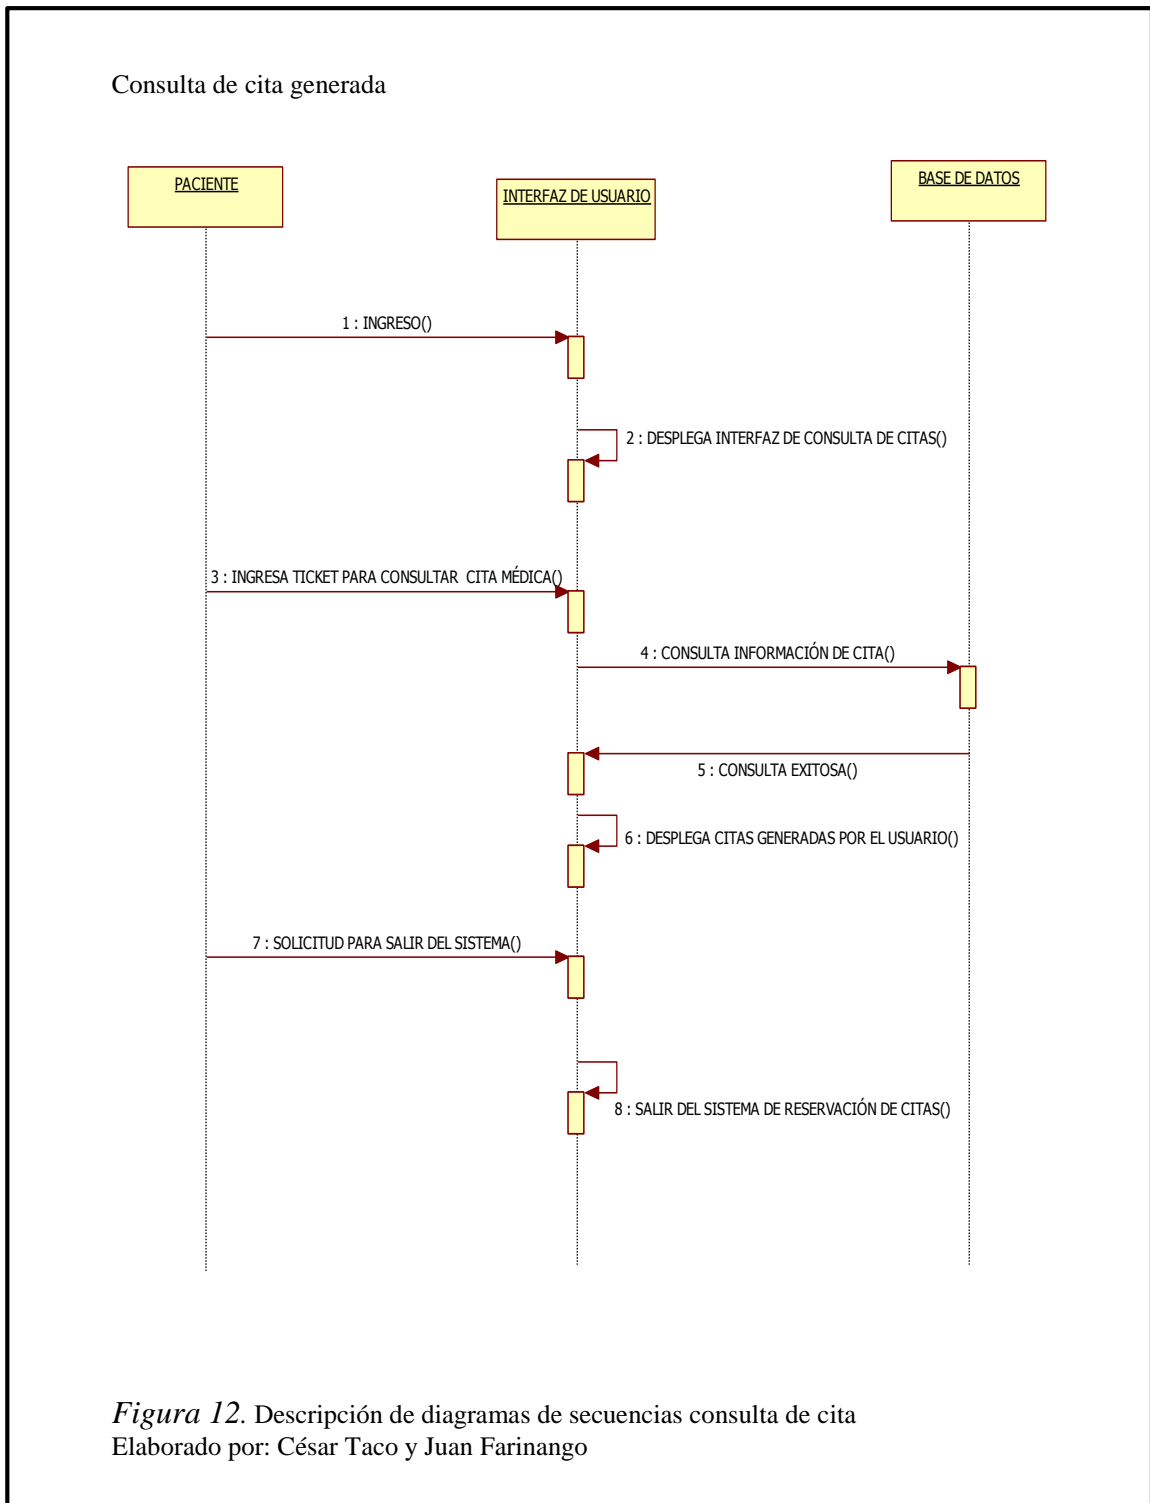 Consulta de cita generada
PACIENTE
INTERFAZ DE USUARIO
BASE DE DATOS
1 : INGRESO()
2 : DESPLEGA INTERFAZ DE CONSULTA DE CITAS()
3 : INGRESA TICKET PARA CONSULTAR CITA MÉDICA()
4 : CONSULTA INFORMACIÓN DE CITA()
5 : CONSULTA EXITOSA()
6 : DESPLEGA CITAS GENERADAS POR EL USUARIO()
7 : SOLICITUD PARA SALIR DEL SISTEMA()
8 : SALIR DEL SISTEMA DE RESERVACIÓN DE CITAS()
Figura 12. Descripción de diagramas de secuencias consulta de cita
Elaborado por: César Taco y Juan Farinango